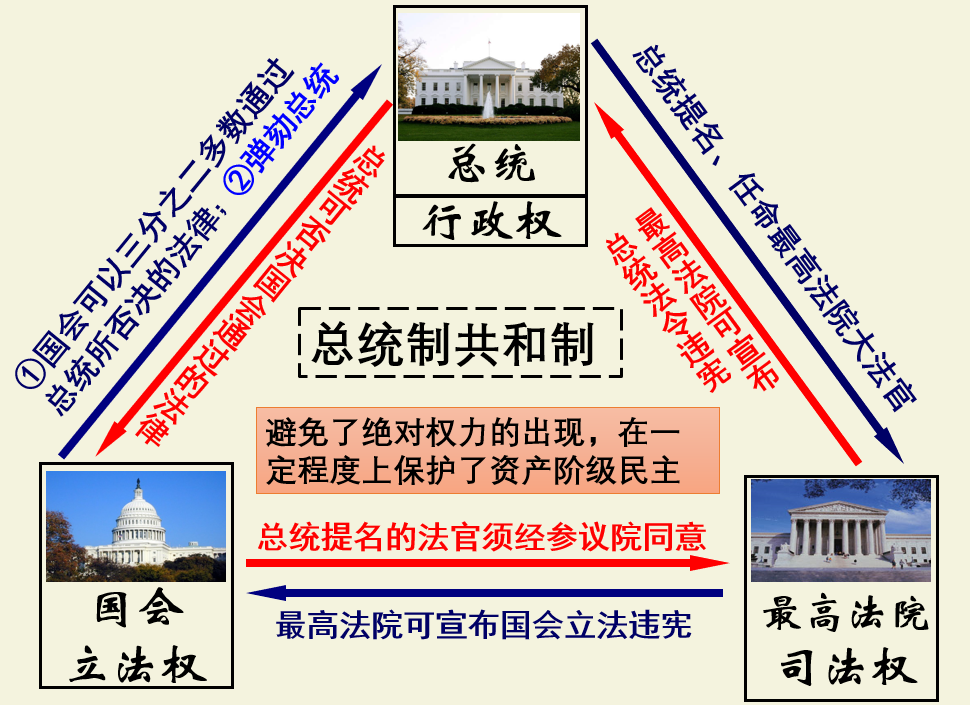 总统
行政权
①国会可以三分之二多数通过
总统所否决的法律；②弹劾总统
总统可否决国会通过的法律
总统提名、任命最高法院大法官
最高法院可宣布
总统法令违宪
总统制共和制
避免了绝对权力的出现，在一
定程度上保护了资产阶级民主
总统提名的法官须经参议院同意
最高法院可宣布国会立法违宪
国会
立法权
最高法院
司法权